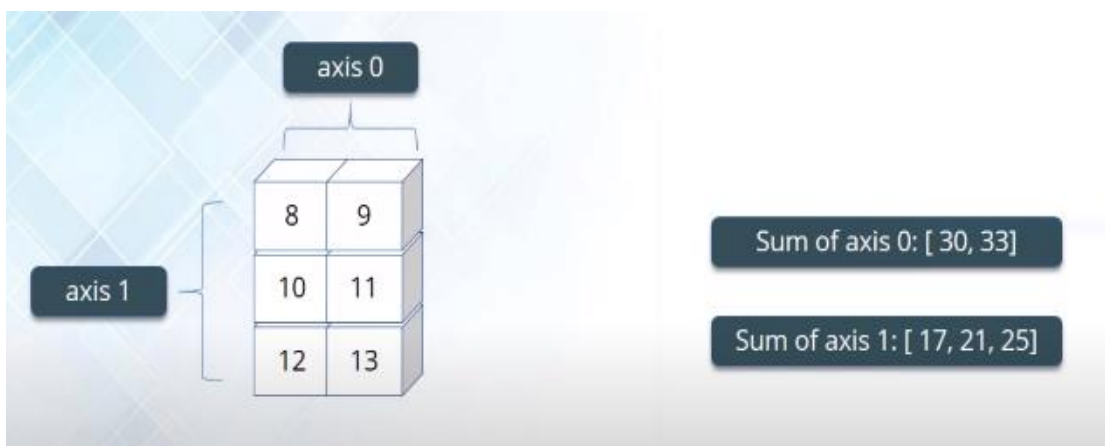 axis 0
8 9
axis 1
10 11
12 13
Sum of axis 0: [ 30, 33]
Sum of axis 1: [ 17, 21, 25]